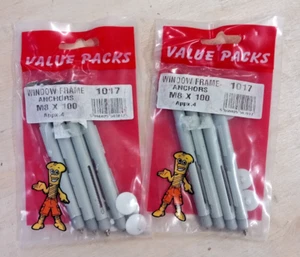 VALUE PACKS
WINDOW FRAME
ANCHORS
M8 X 100
Appx.4
1017
VALUE PACKS
WINDOW FRAME
ANCHORS
M8 X 100
Appx.4
1017